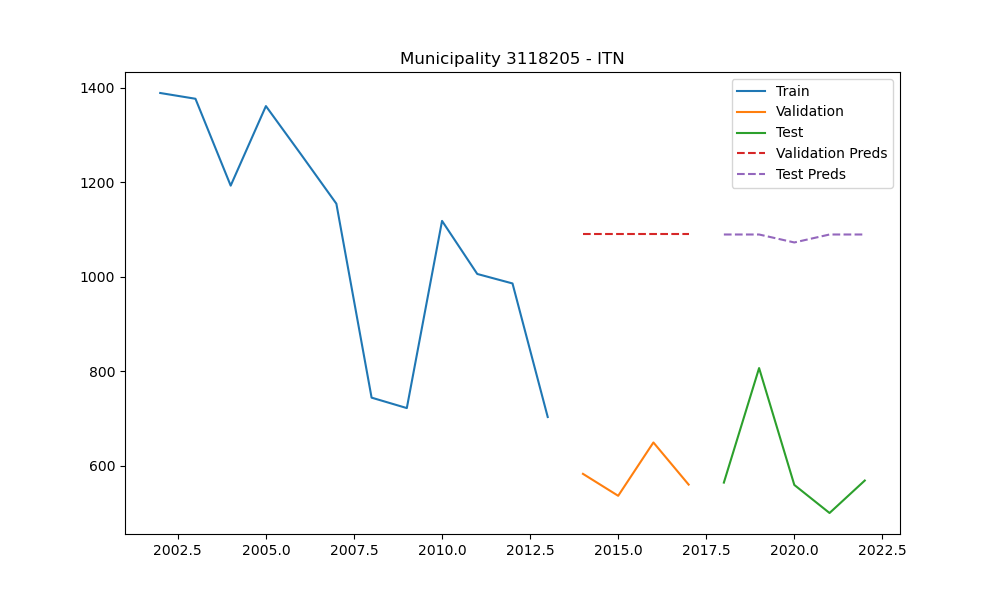 Municipality 3118205 - ITN
1400
1200
1000
800
600
Train
Validation
Test
Validation Preds
Test Preds
2002.5 2005.0 2007.5 2010.0 2012.5 2015.0 2017.5 2020.0 2022.5